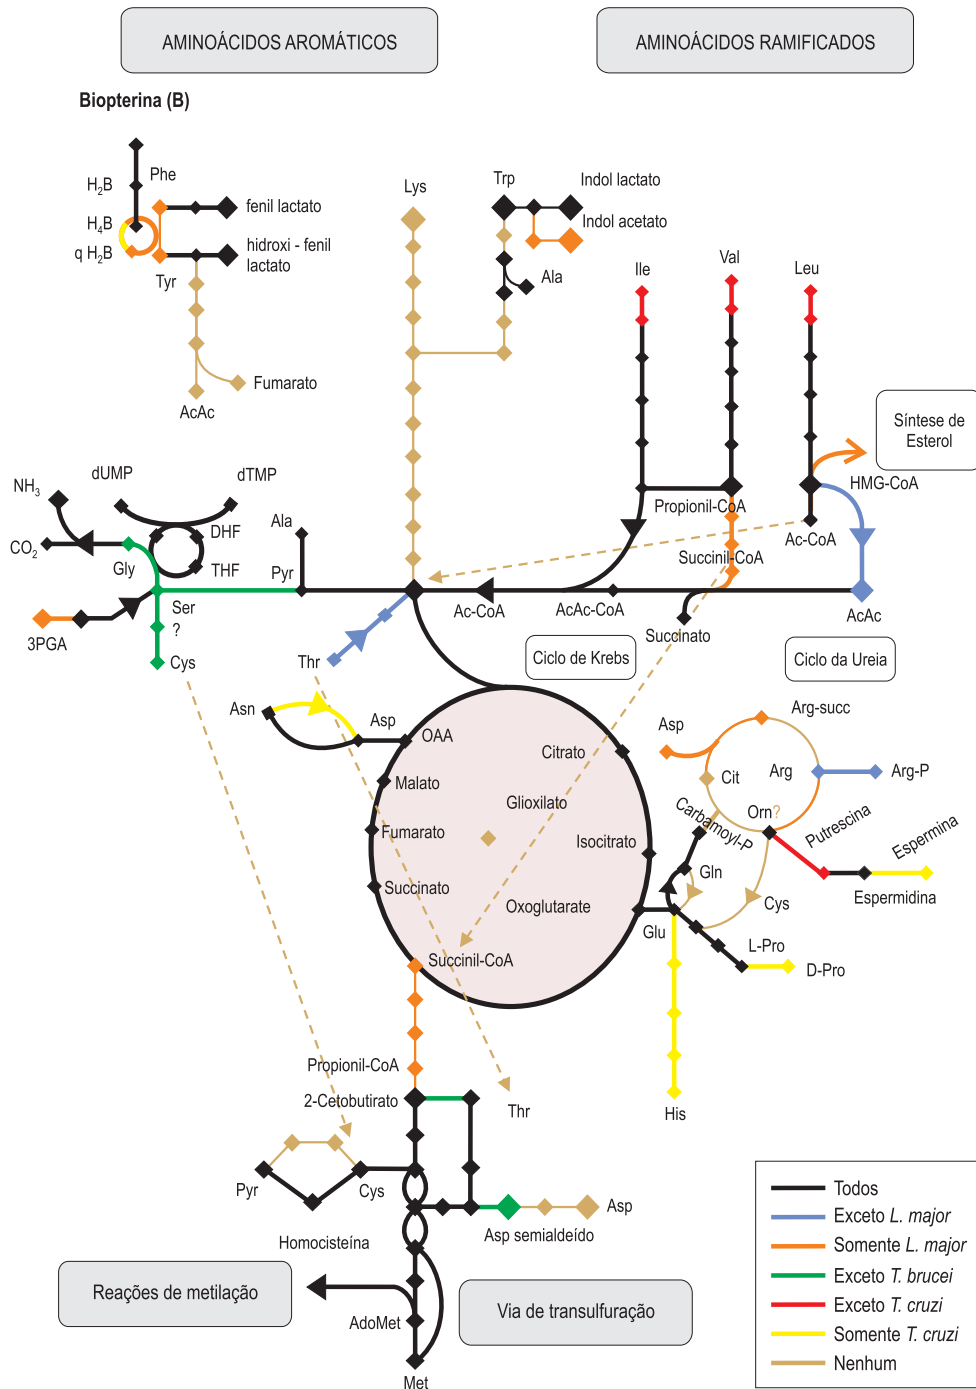 AMINOÁCIDOS AROMÁTICOS
AMINOÁCIDOS RAMIFICADOS
Biopterina (B)
Phe
H₂B
H₄B
q H₂B
Tyr
fenil lactato
hidroxi - fenil
lactato
Fumarato
AcAc
Lys
Trp
Indol lactato
Indol acetato
Ala
Ile
Val
Leu
Síntese de
Esterol
HMG-CoA
Propionil-CoA
Succinil-CoA
Ac-CoA
AcAc
NH₃
dUMP
dTMP
DHF
THF
CO₂
Gly
Ser
?
3PGA
Cys
Ala
Pyr
Ac-CoA
AcAc-CoA
Succinato
Thr
Ciclo de Krebs
Ciclo da Ureia
Asn
Asp
OAA
Malato
Fumarato
Succinato
Succinil-CoA
Citrato
Glioxilato
Isocitrato
Oxoglutarate
Asp
Arg-succ
Cit
Arg
Arg-P
Orn?
Carbamoyl-P
Putrescina
Espermina
Espermidina
Gln
Cys
Glu
L-Pro
D-Pro
His
Propionil-CoA
2-Cetobutirato
Thr
Pyr
Cys
Homocisteína
Asp semialdeído
Asp
Reações de metilação
AdoMet
Via de transulfuração
Met
Todos
Exceto L. major
Somente L. major
Exceto T. brucei
Exceto T. cruzi
Somente T. cruzi
Nenhum